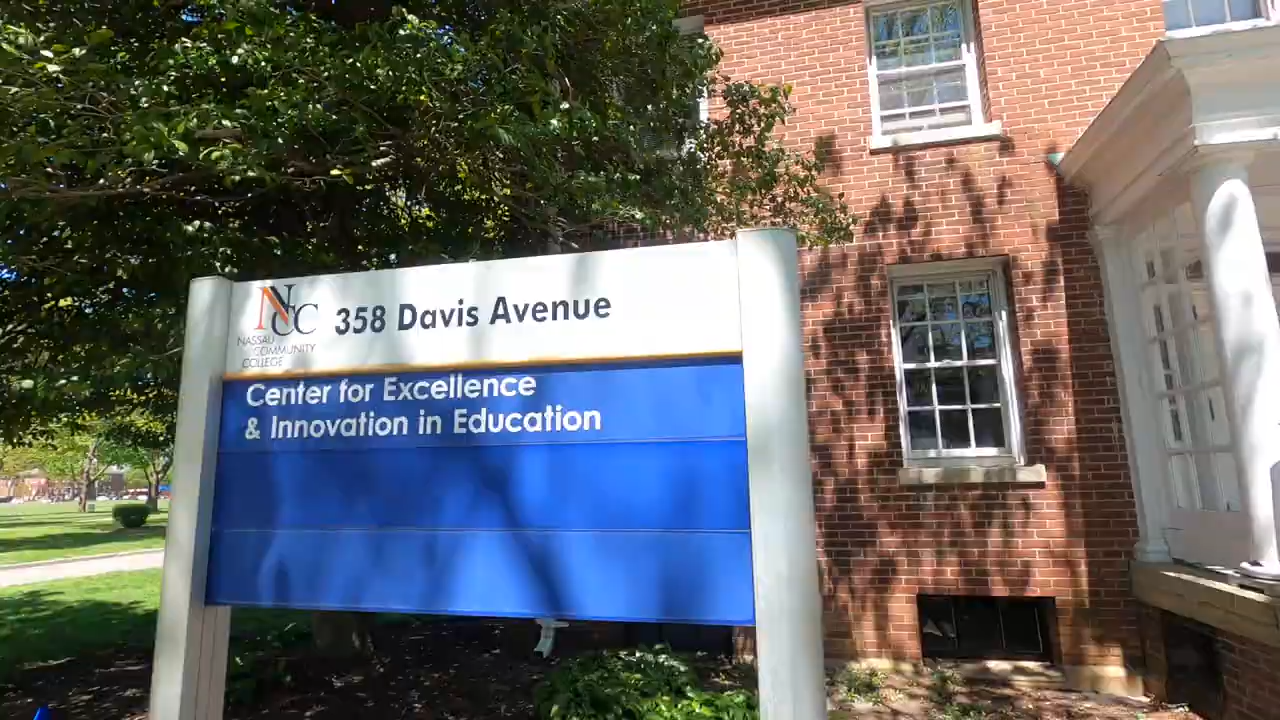 NCC
NASSAU
COMMUNITY
COLLEGE
358 Davis Avenue
Center for Excellence
& Innovation in Education